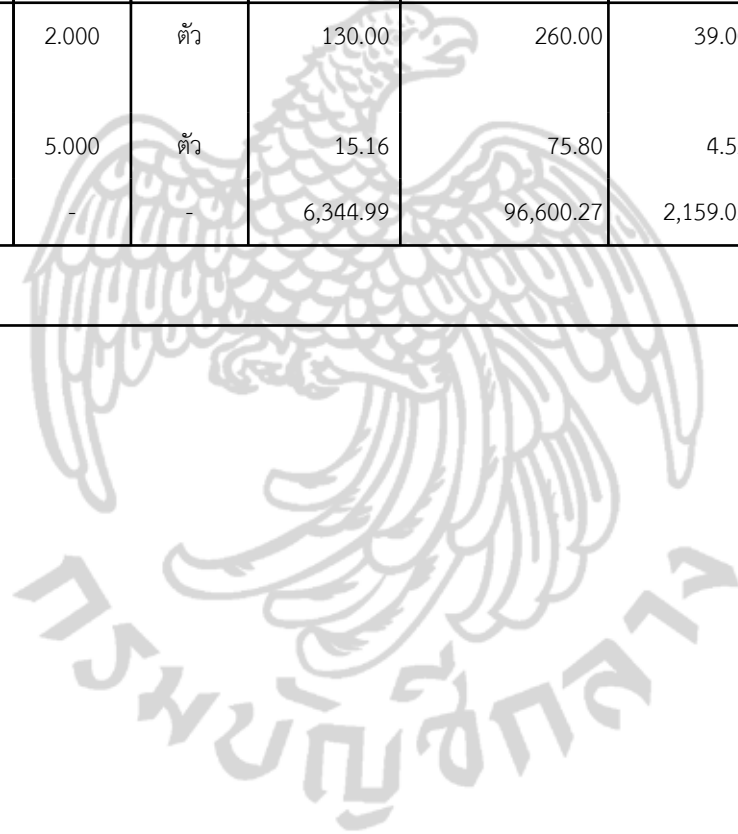 2.000 ตัว 130.00 260.00 39.0
5.000 ตัว 15.16 75.80 4.5
- - 6,344.99 96,600.27 2,159.0
กรมบัญชีกลาง